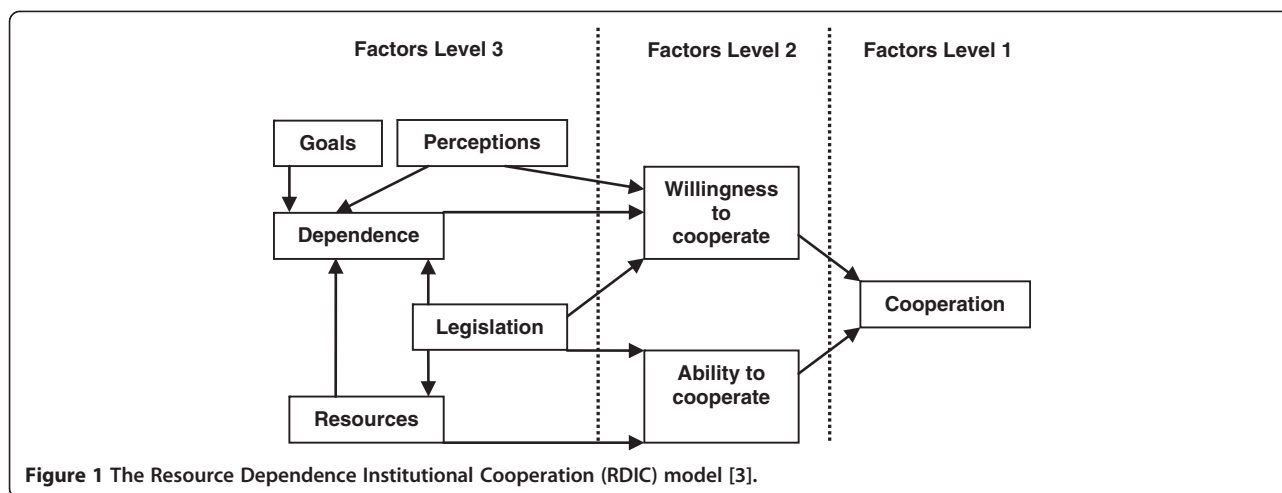 Factors Level 3
Factors Level 2
Factors Level 1
Goals
Perceptions
Willingness
to
cooperate
Dependence
Cooperation
Legislation
Ability to
cooperate
Resources
Figure 1 The Resource Dependence Institutional Cooperation (RDIC) model [3].